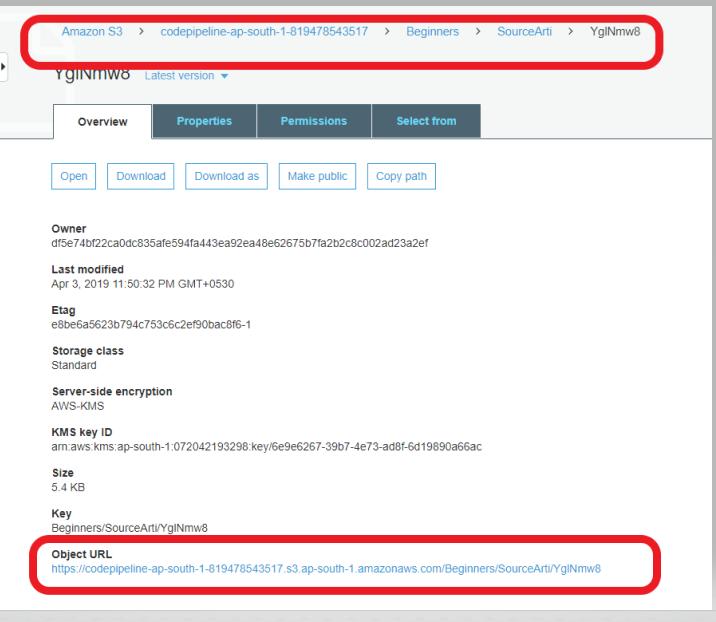 Amazon S3 > codepipeline-ap-south-1-819478543517 > Beginners > SourceArti > YglNmw8
YglNmw8 Latest version
Overview Properties Permissions Select from
Open Download Download as Make public Copy path
Owner
df5e74bf22ca0dc835afe594fa443ea92ea48e62675b7fa2b2c8c002ad23a2ef
Last modified
Apr 3, 2019 11:50:32 PM GMT+0530
Etag
e8be6a5623b794c753c6c2ef90bac8f6-1
Storage class
Standard
Server-side encryption
AWS-KMS
KMS key ID
arn:aws:kms:ap-south-1:072042193298:key/6e9e6267-39b7-4e73-ad8f-6d19890a66ac
Size
5.4 KB
Key
Beginners/SourceArti/YglNmw8
Object URL
https://codepipeline-ap-south-1-819478543517.s3.ap-south-1.amazonaws.com/Beginners/SourceArti/YglNmw8